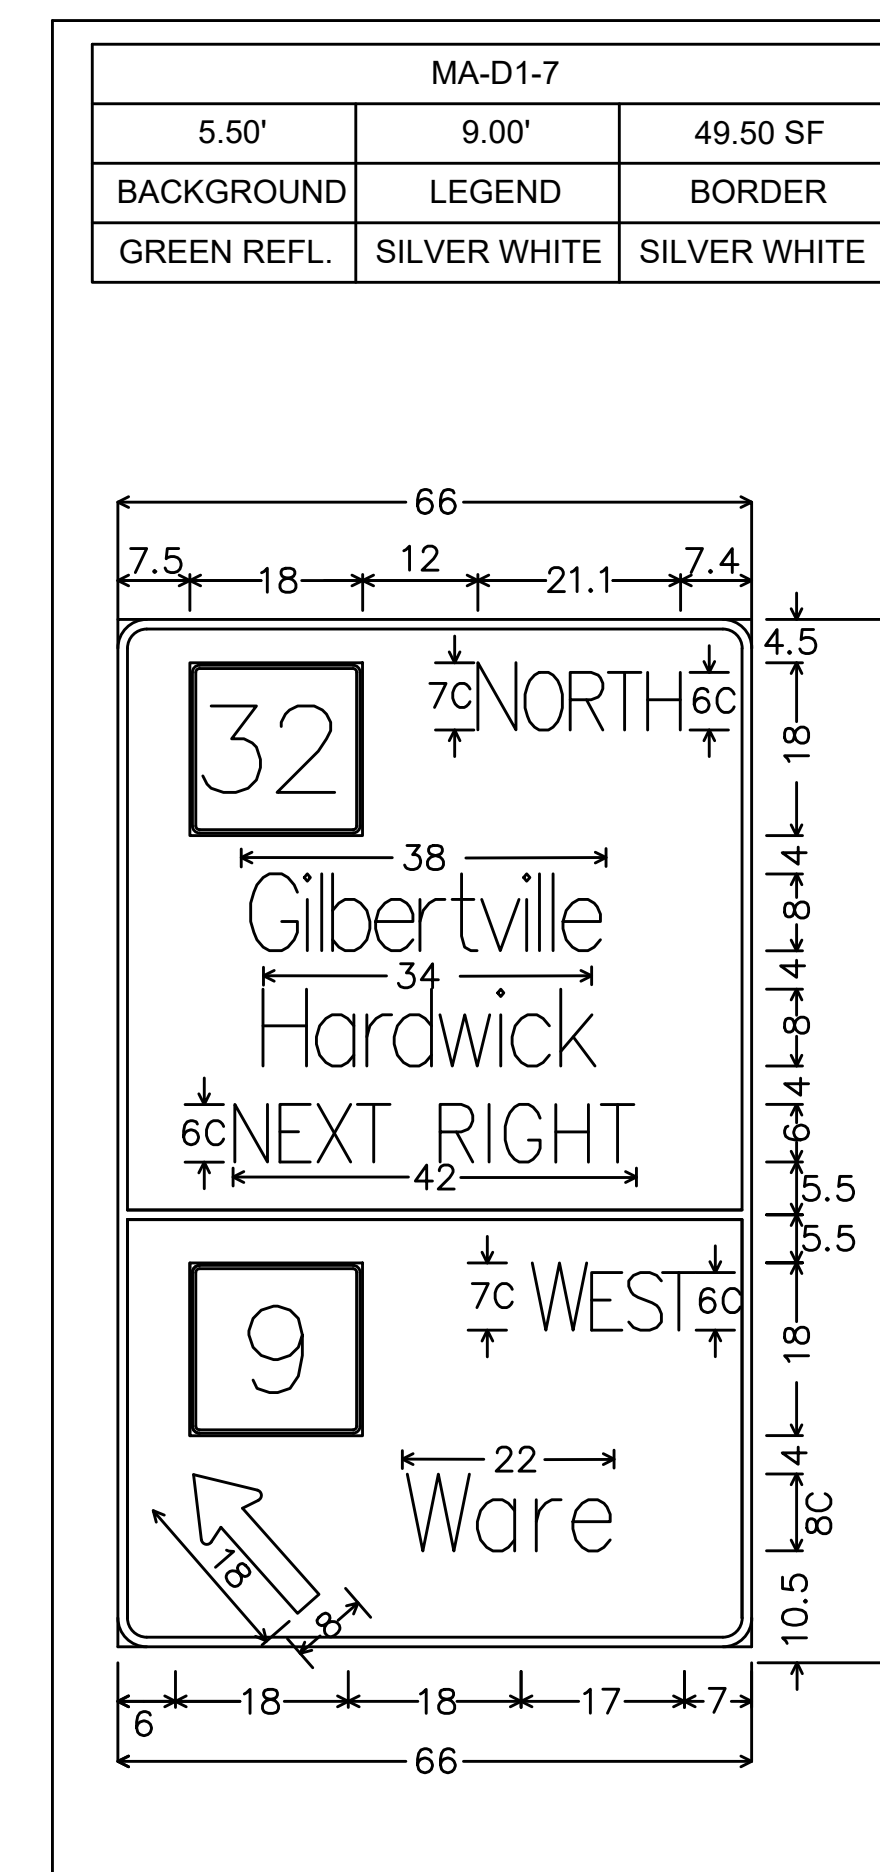 MA-D1-7
5.50' 9.00' 49.50 SF
BACKGROUND LEGEND BORDER
GREEN REFL. SILVER WHITE SILVER WHITE
66
7.5 18 12 21.1 7.4
4.5
32 7C NORTH 6C
18
38
4
Gilbertville
8
34
4
Hardwick
8
4
6C NEXT RIGHT
6
42
5.5
5.5
9 7C WEST 6C
18
22
4
Ware
8C
18
8
10.5
6 18 18 17 7
66